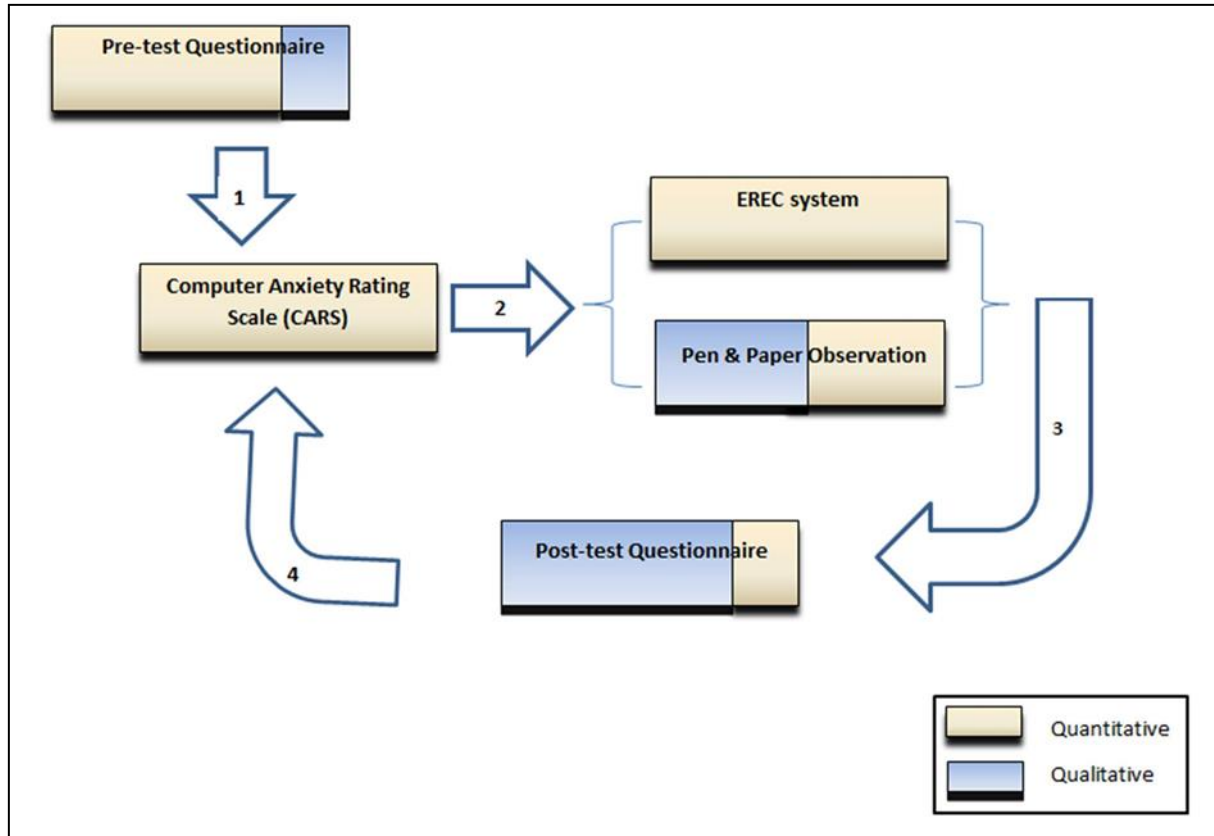 Pre-test Questionnaire
1
Computer Anxiety Rating
Scale (CARS)
2
EREC system
Pen & Paper Observation
3
Post-test Questionnaire
4
Quantitative
Qualitative